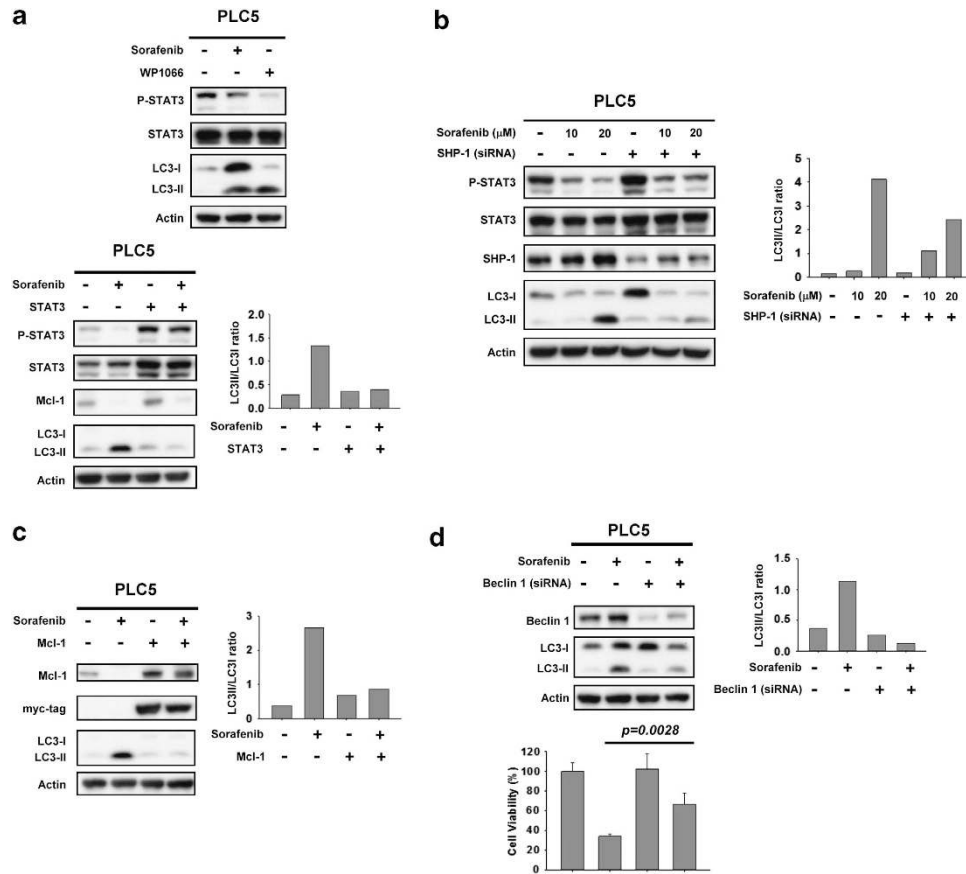 a
PLC5
Sorafenib - + -
WP1066 - - +
P-STAT3
STAT3
LC3-I
LC3-II
Actin
PLC5
Sorafenib - + - +
STAT3 - - + +
P-STAT3
STAT3
Mcl-1
LC3-I
LC3-II
Actin
LC3II/LC3I ratio
2.0
1.5
1.0
0.5
0.0
Sorafenib - + - +
STAT3 - - + +
b
PLC5
Sorafenib (μM) - 10 20 - 10 20
SHP-1 (siRNA) - - - + + +
P-STAT3
STAT3
SHP-1
LC3-I
LC3-II
Actin
LC3II/LC3I ratio
5
4
3
2
1
0
Sorafenib (μM) - 10 20 - 10 20
SHP-1 (siRNA) - - - + + +
c
PLC5
Sorafenib - + - +
Mcl-1 - - + +
Mcl-1
myc-tag
LC3-I
LC3-II
Actin
LC3II/LC3I ratio
3
2
1
0
Sorafenib - + - +
Mcl-1 - - + +
d
PLC5
Sorafenib - + - +
Beclin 1 (siRNA) - - + +
Beclin 1
LC3-I
LC3-II
Actin
LC3II/LC3I ratio
1.5
1.0
0.5
0.0
Sorafenib - + - +
Beclin 1 (siRNA) - - + +
p=0.0028
Cell Viability (%)
120
100
80
60
40
20
0